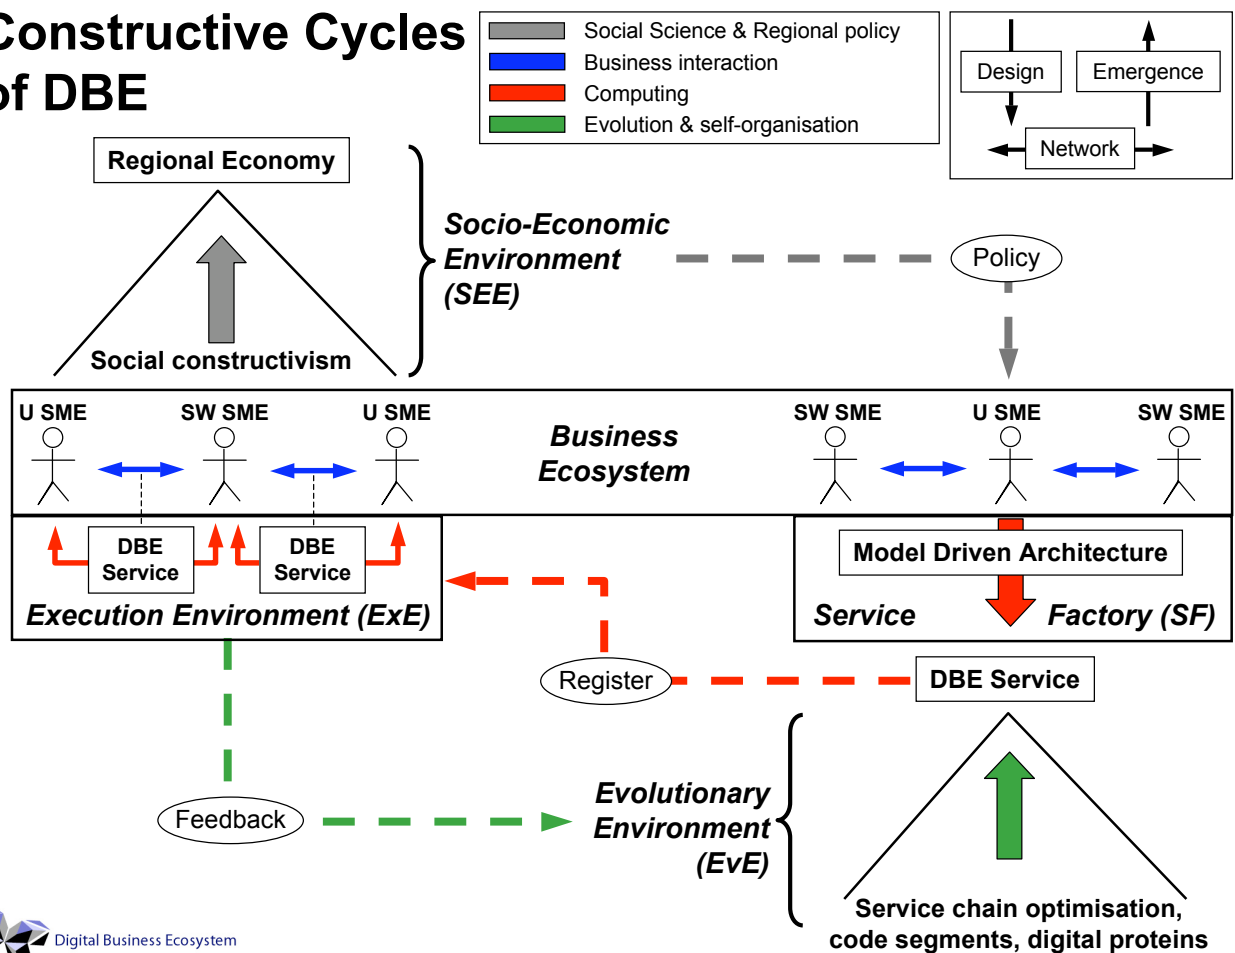 Constructive Cycles
of DBE
Social Science & Regional policy
Business interaction
Computing
Evolution & self-organisation
Design
Emergence
Network
Regional Economy
Socio-Economic
Environment
(SEE)
Policy
Social constructivism
U SME
SW SME
U SME
Business
Ecosystem
SW SME
U SME
SW SME
DBE
Service
DBE
Service
Execution Environment (ExE)
Model Driven Architecture
Service
Factory (SF)
Register
DBE Service
Feedback
Evolutionary
Environment
(EvE)
Service chain optimisation,
code segments, digital proteins
Digital Business Ecosystem